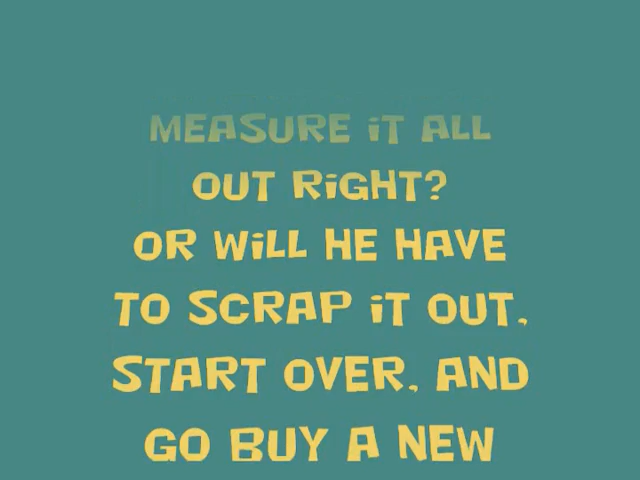 MEASURE iT ALL
OUT RiGHT?
OR WiLL HE HAVE
TO SCRAP iT OUT,
START OVER, AND
GO BUY A NEW